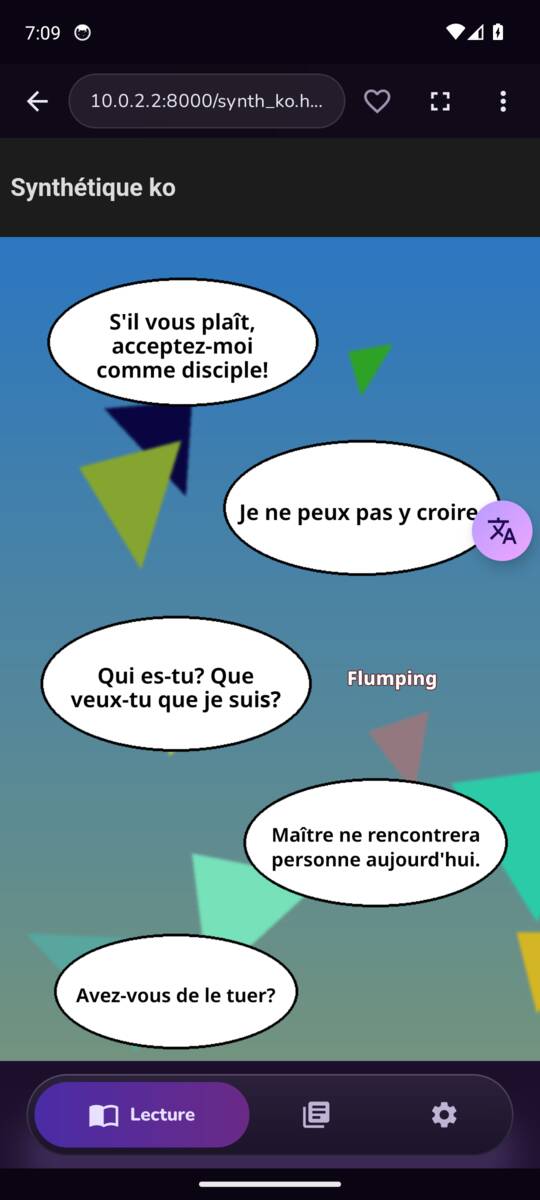 7:09
10.0.2.2:8000/synth_ko.h...
Synthétique ko
S'il vous plaît,
acceptez-moi
comme disciple!
Je ne peux pas y croire
Qui es-tu? Que
veux-tu que je suis?
Flumping
Maître ne rencontrera
personne aujourd'hui.
Avez-vous de le tuer?
Lecture